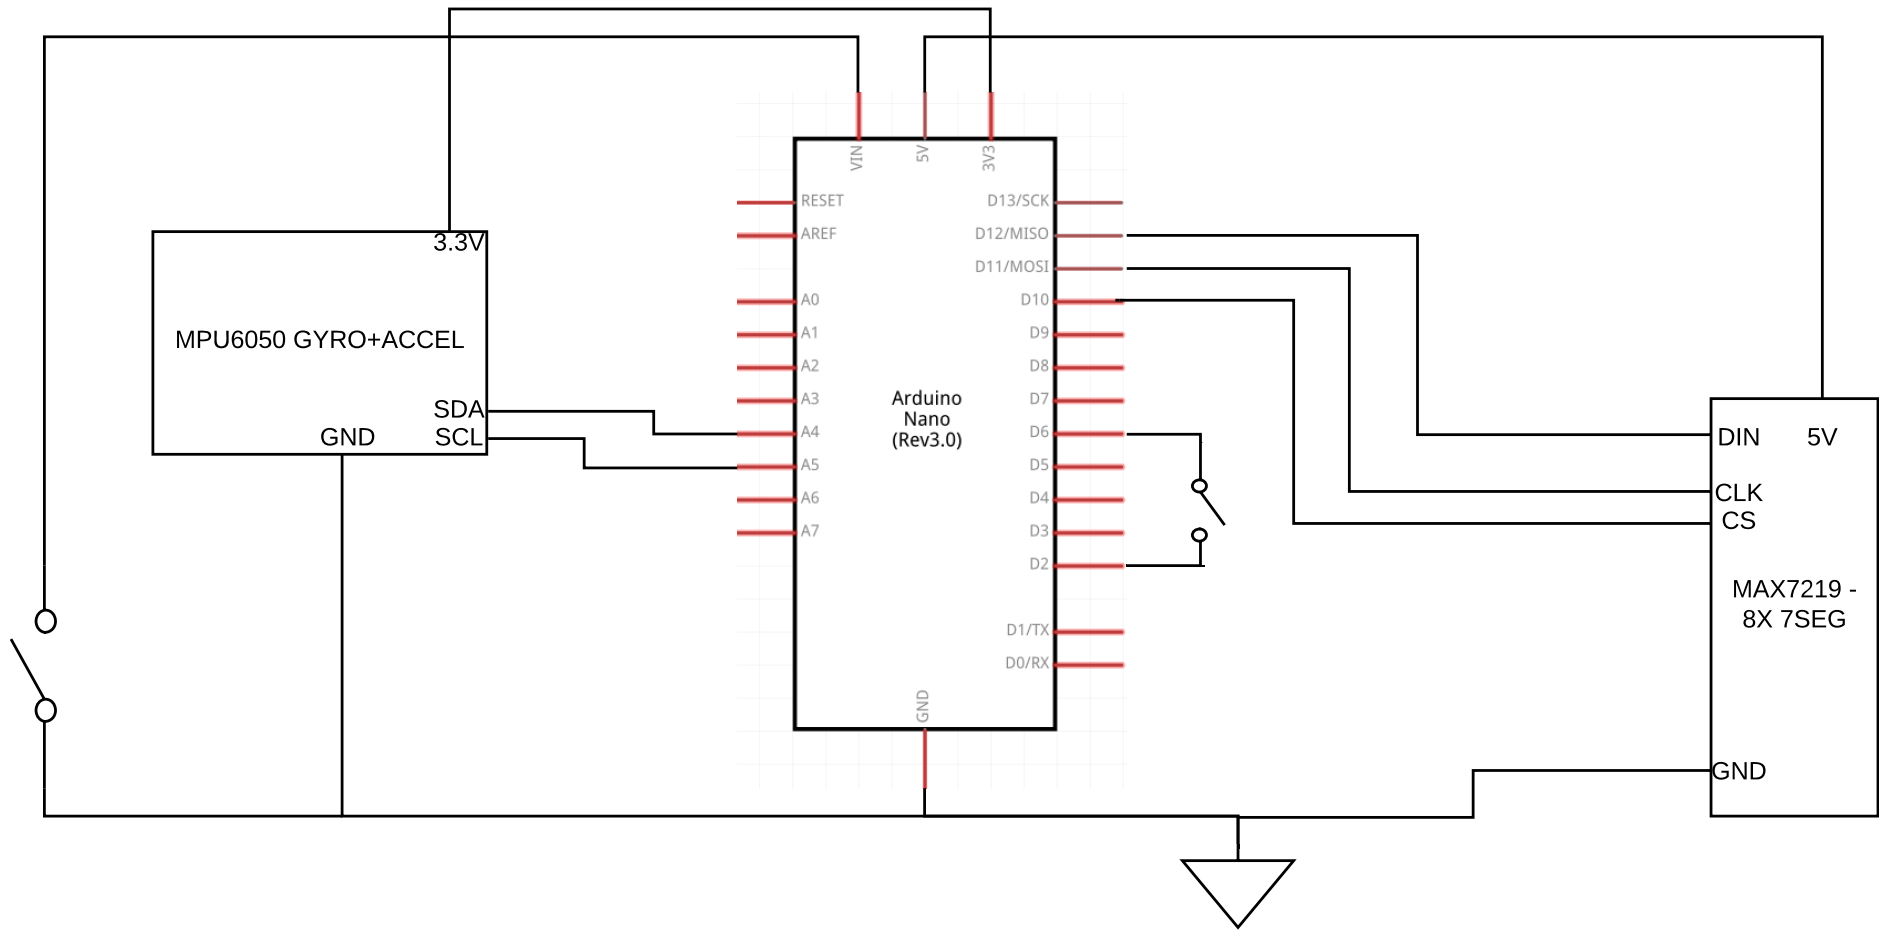 VIN
5V
3V3
RESET
AREF
A0
A1
A2
A3
A4
A5
A6
A7
D13/SCK
D12/MISO
D11/MOSI
D10
D9
D8
D7
D6
D5
D4
D3
D2
D1/TX
D0/RX
Arduino
Nano
(Rev3.0)
GND
3.3V
MPU6050 GYRO+ACCEL
SDA
GND
SCL
DIN
5V
CLK
CS
MAX7219 -
8X 7SEG
GND